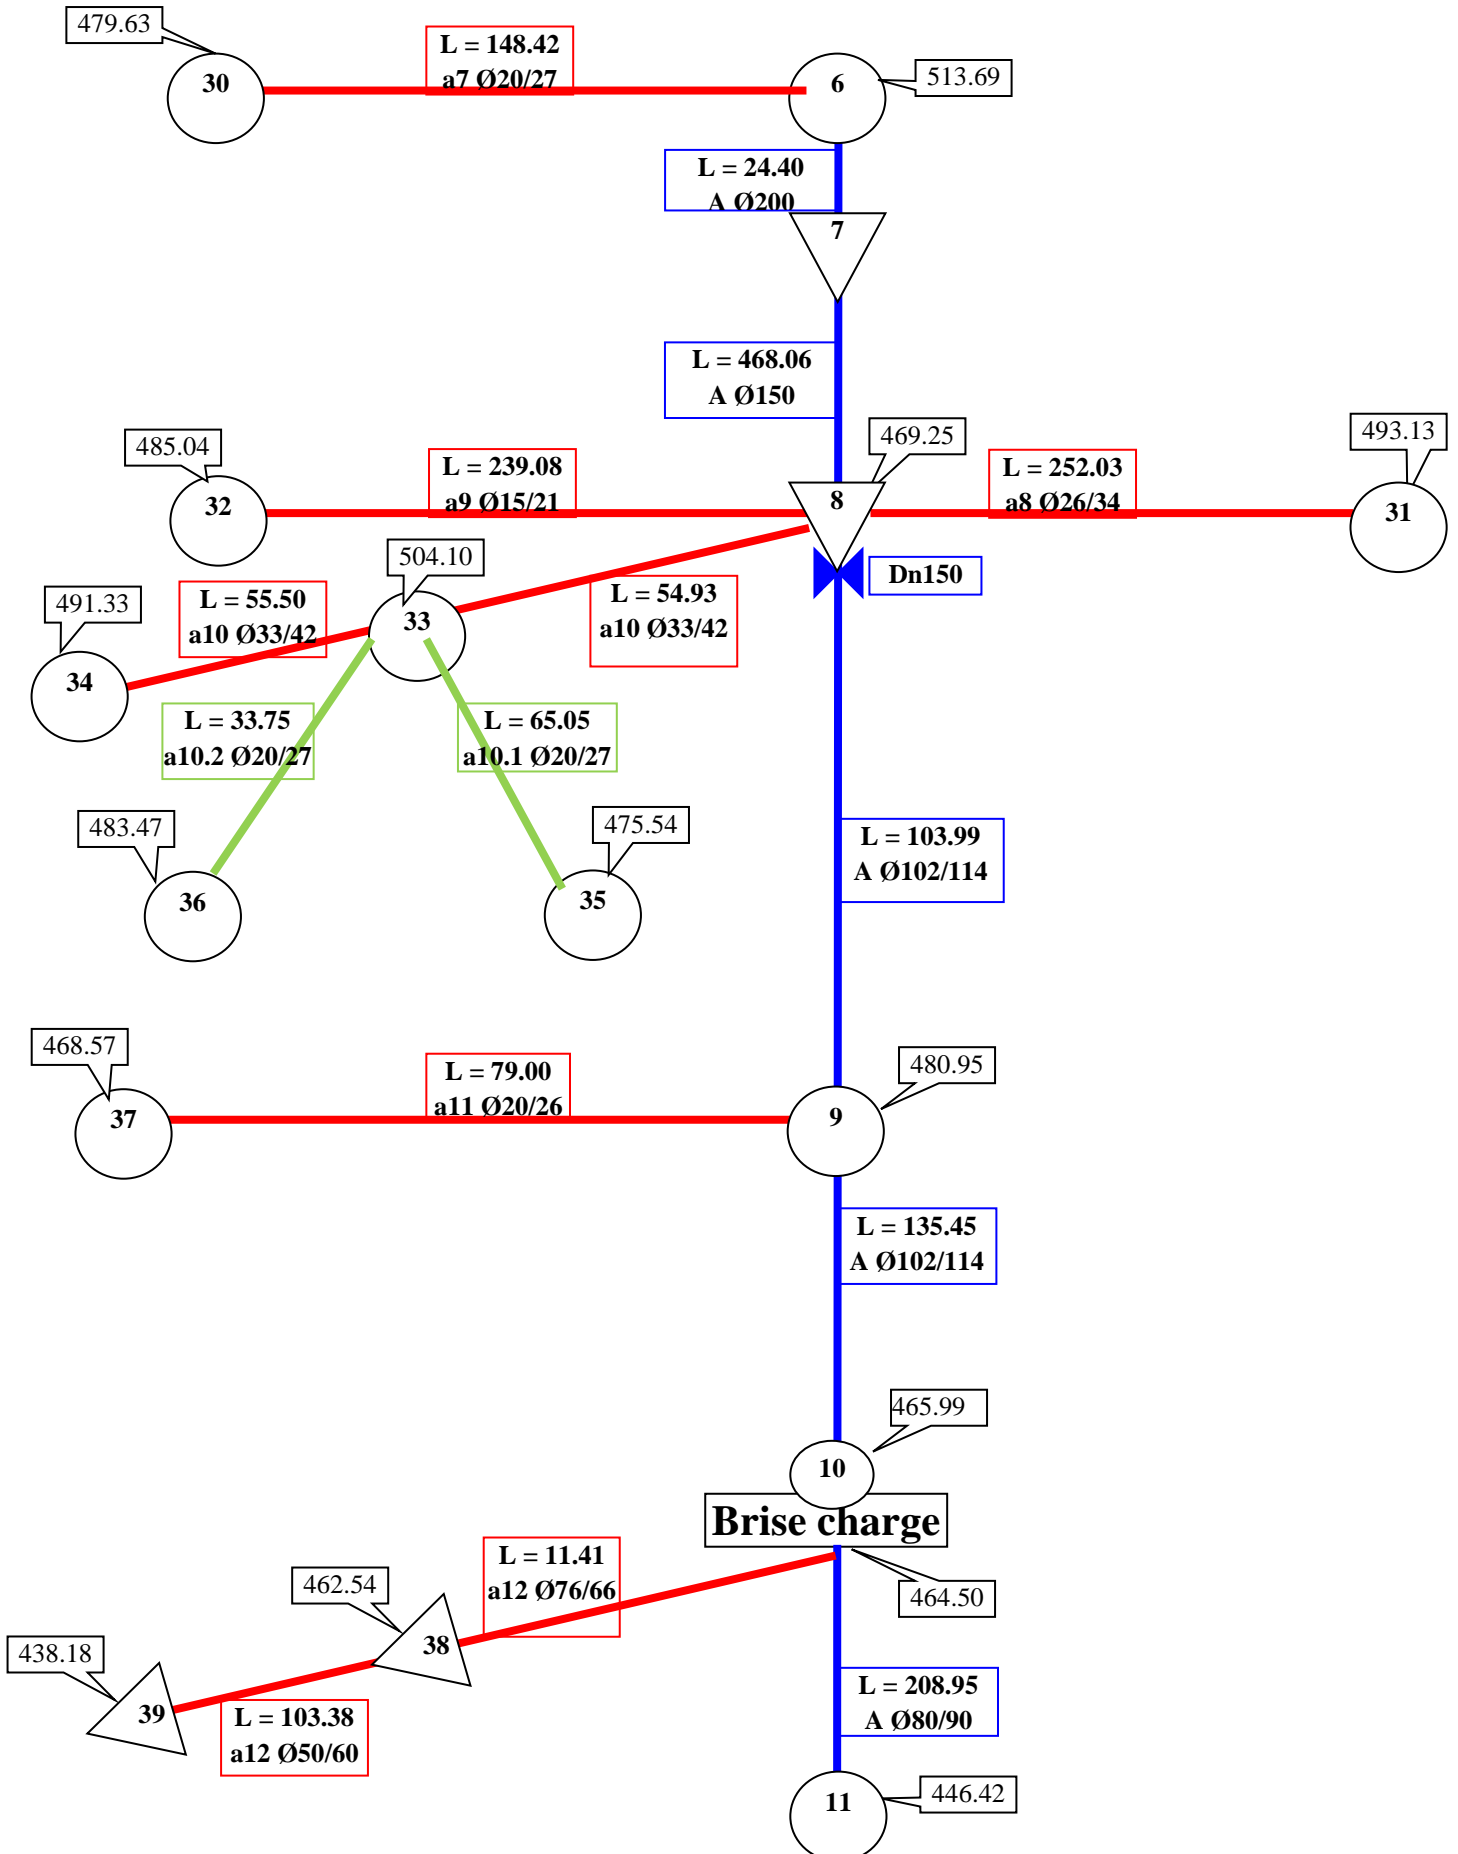 479.63
30
L = 148.42
a7 Ø20/27
6
513.69
L = 24.40
A Ø200
7
L = 468.06
A Ø150
485.04
32
L = 239.08
a9 Ø15/21
469.25
8
L = 252.03
a8 Ø26/34
493.13
31
Dn150
504.10
33
L = 54.93
a10 Ø33/42
491.33
34
L = 55.50
a10 Ø33/42
L = 33.75
a10.2 Ø20/27
L = 65.05
a10.1 Ø20/27
483.47
36
475.54
35
L = 103.99
A Ø102/114
468.57
37
L = 79.00
a11 Ø20/26
9
480.95
L = 135.45
A Ø102/114
465.99
10
Brise charge
464.50
L = 11.41
a12 Ø76/66
462.54
38
438.18
39
L = 103.38
a12 Ø50/60
L = 208.95
A Ø80/90
11
446.42